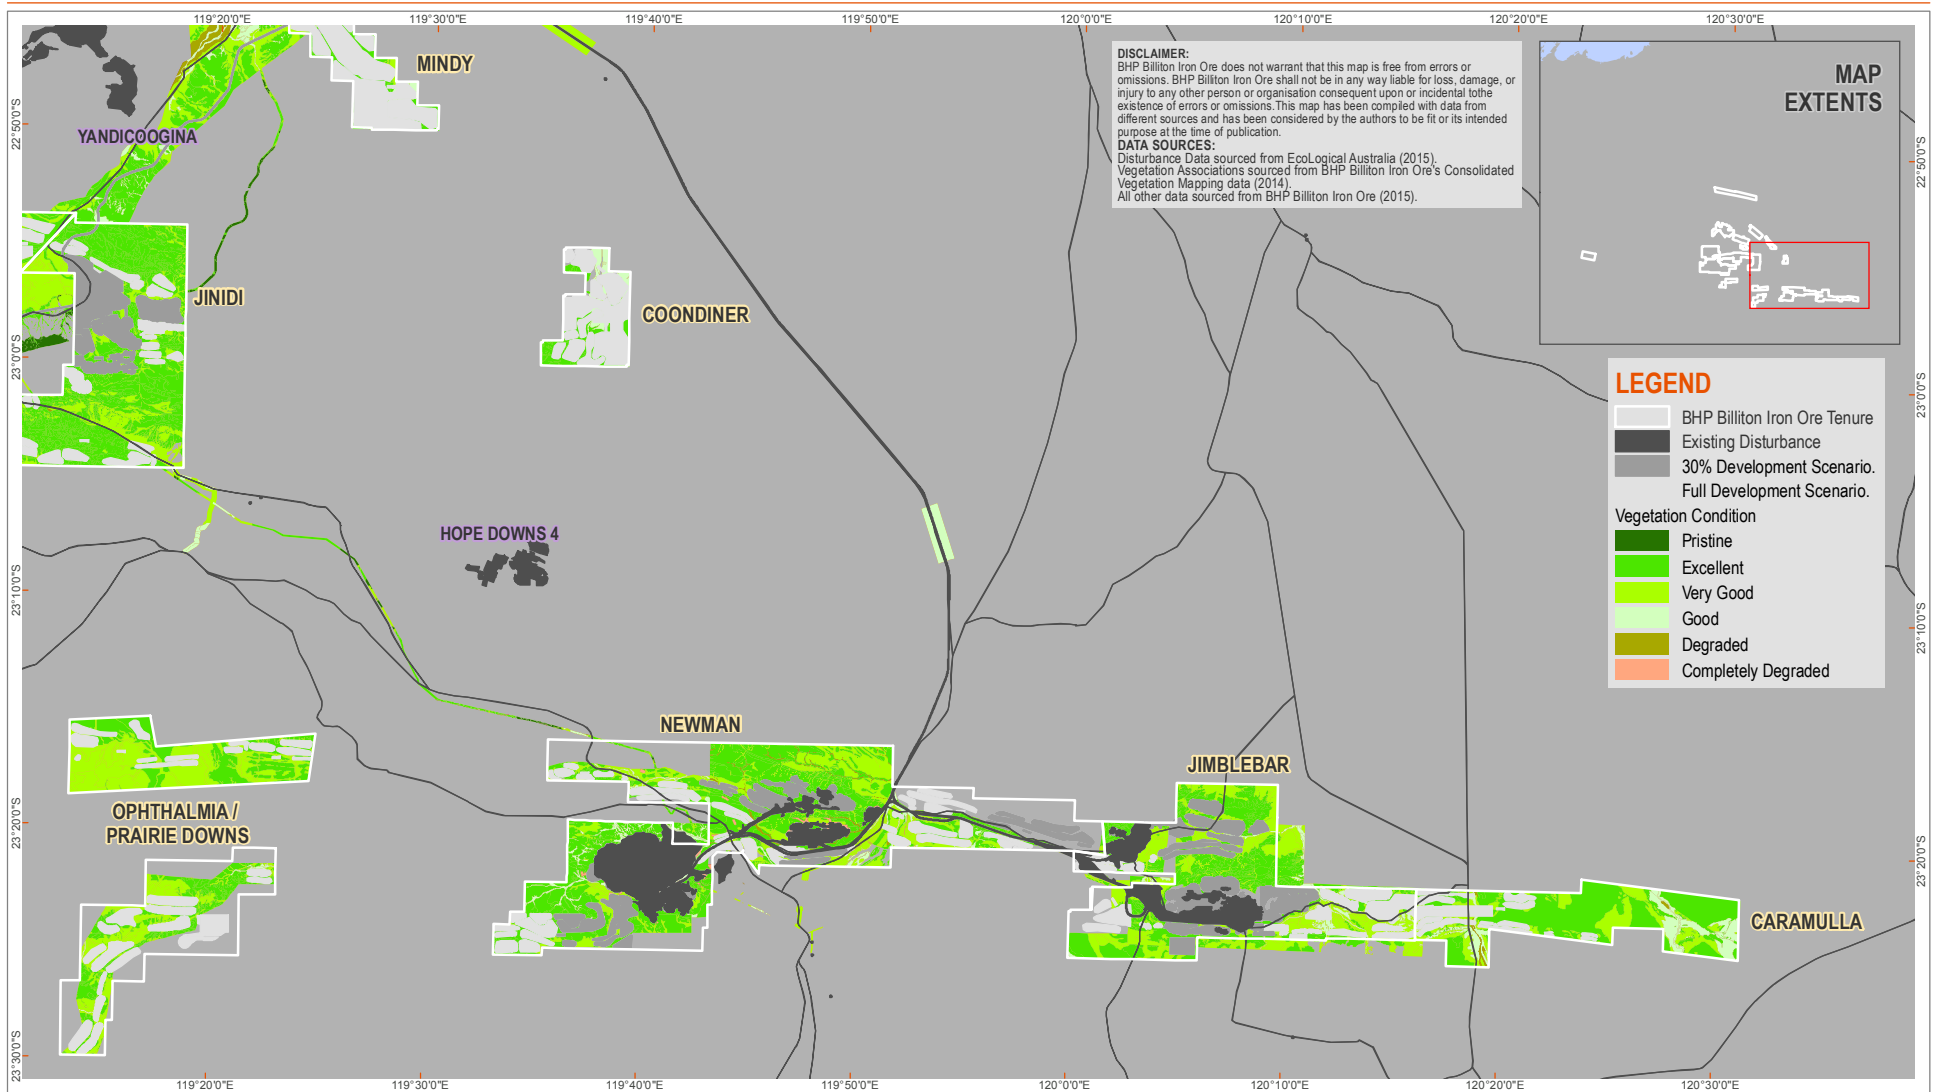 119°20'0"E
119°30'0"E
119°40'0"E
119°50'0"E
120°0'0"E
120°10'0"E
120°20'0"E
120°30'0"E
22°50'0"S
23°0'0"S
23°10'0"S
23°20'0"S
23°30'0"S
MINDY
YANDICOOGINA
JINIDI
COONDINER
HOPE DOWNS 4
NEWMAN
JIMBLEBAR
OPHTHALMIA /
PRAIRIE DOWNS
CARAMULLA
DISCLAIMER:
BHP Billiton Iron Ore does not warrant that this map is free from errors or
omissions. BHP Billiton Iron Ore shall not be in any way liable for loss, damage, or
injury to any other person or organisation consequent upon or incidental tothe
existence of errors or omissions.This map has been compiled with data from
different sources and has been considered by the authors to be fit or its intended
purpose at the time of publication.
DATA SOURCES:
Disturbance Data sourced from EcoLogical Australia (2015).
Vegetation Associations sourced from BHP Billiton Iron Ore's Consolidated
Vegetation Mapping data (2014).
All other data sourced from BHP Billiton Iron Ore (2015).
MAP
EXTENTS
LEGEND
BHP Billiton Iron Ore Tenure
Existing Disturbance
30% Development Scenario.
Full Development Scenario.
Vegetation Condition
Pristine
Excellent
Very Good
Good
Degraded
Completely Degraded
22°50'0"S
23°0'0"S
23°10'0"S
23°20'0"S
119°20'0"E
119°30'0"E
119°40'0"E
119°50'0"E
120°0'0"E
120°10'0"E
120°20'0"E
120°30'0"E